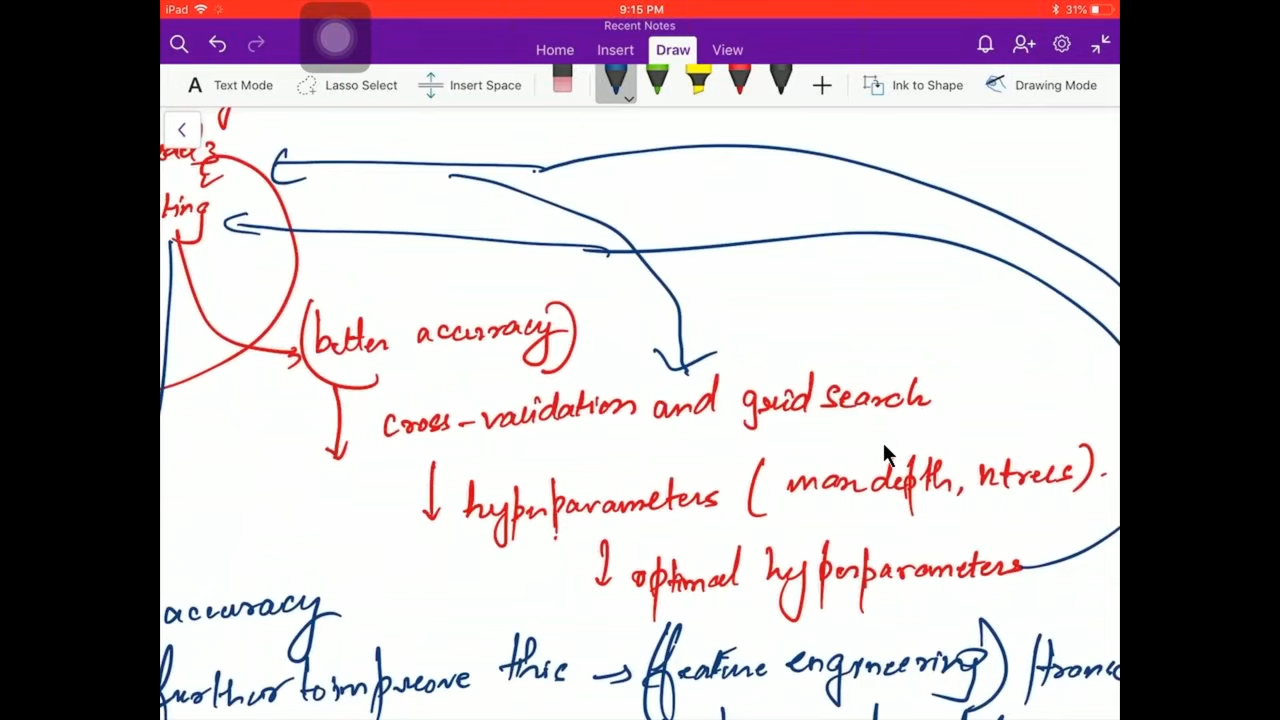 iPad 9:15 PM 31%
Recent Notes
Home Insert Draw View
Text Mode Lasso Select Insert Space Ink to Shape Drawing Mode
ting
(better accuracy)
cross-validation and grid search
↓ hyperparameters (max depth, ntrees).
↓ optimal hyperparameters
accuracy
further to improve this → (feature engineering)